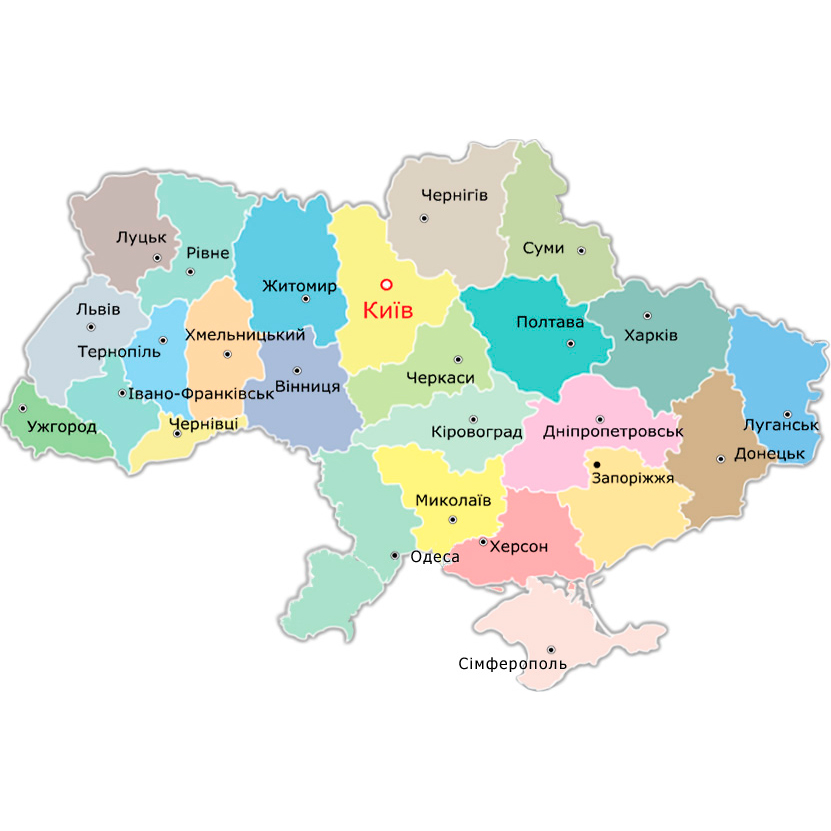 Чернігів
Луцьк
Суми
Рівне
Житомир
Київ
Львів
Полтава
Харків
Хмельницький
Тернопіль
Черкаси
Вінниця
Івано-Франківськ
Чернівці
Ужгород
Луганськ
Кіровоград
Дніпропетровськ
Донецьк
Запоріжжя
Миколаїв
Херсон
Одеса
Сімферополь